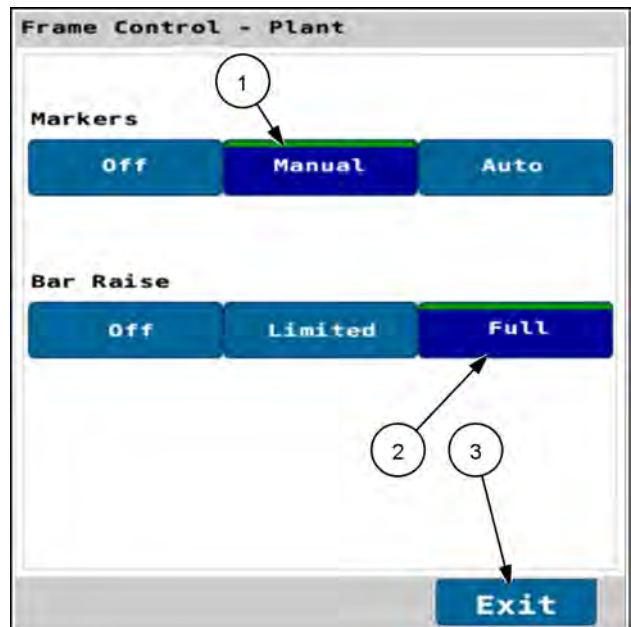 Frame Control - Plant
1
Markers
Off Manual Auto
Bar Raise
Off Limited Full
2 3
Exit